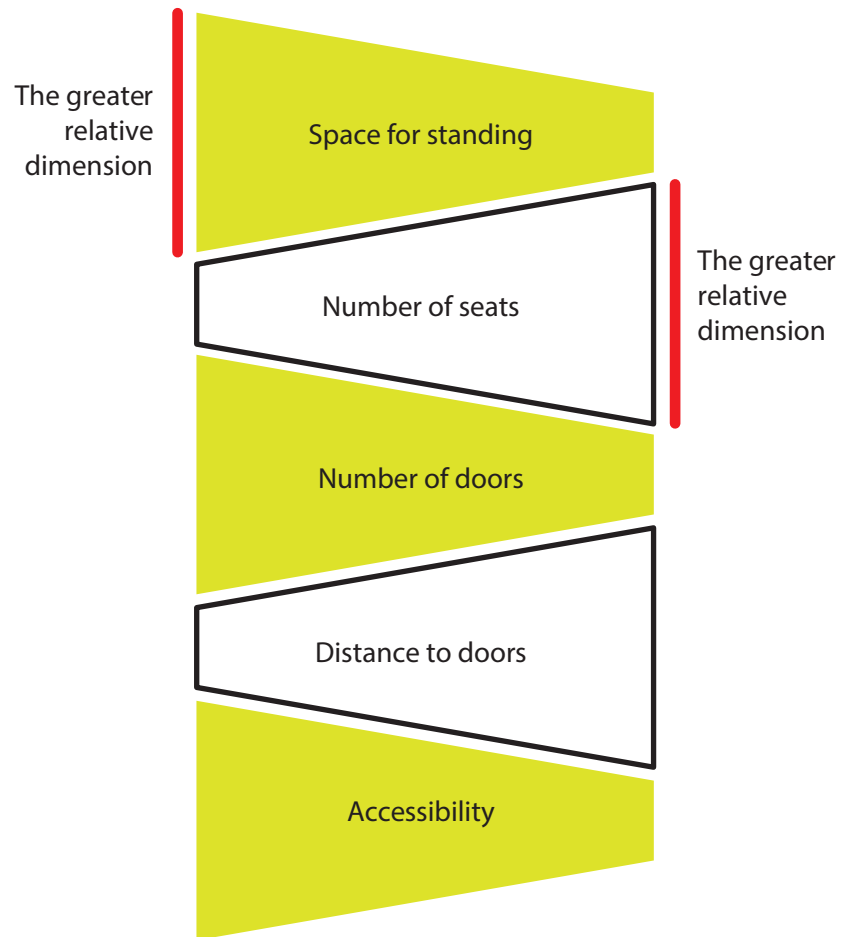 The greater
relative
dimension
Space for standing
The greater
relative
dimension
Number of seats
Number of doors
Distance to doors
Accessibility